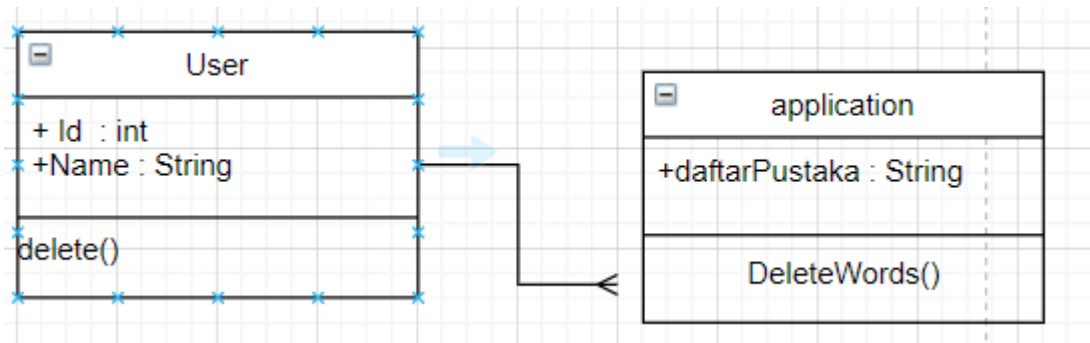 User
+ Id : int
+Name : String
delete()
application
+daftarPustaka : String
DeleteWords()